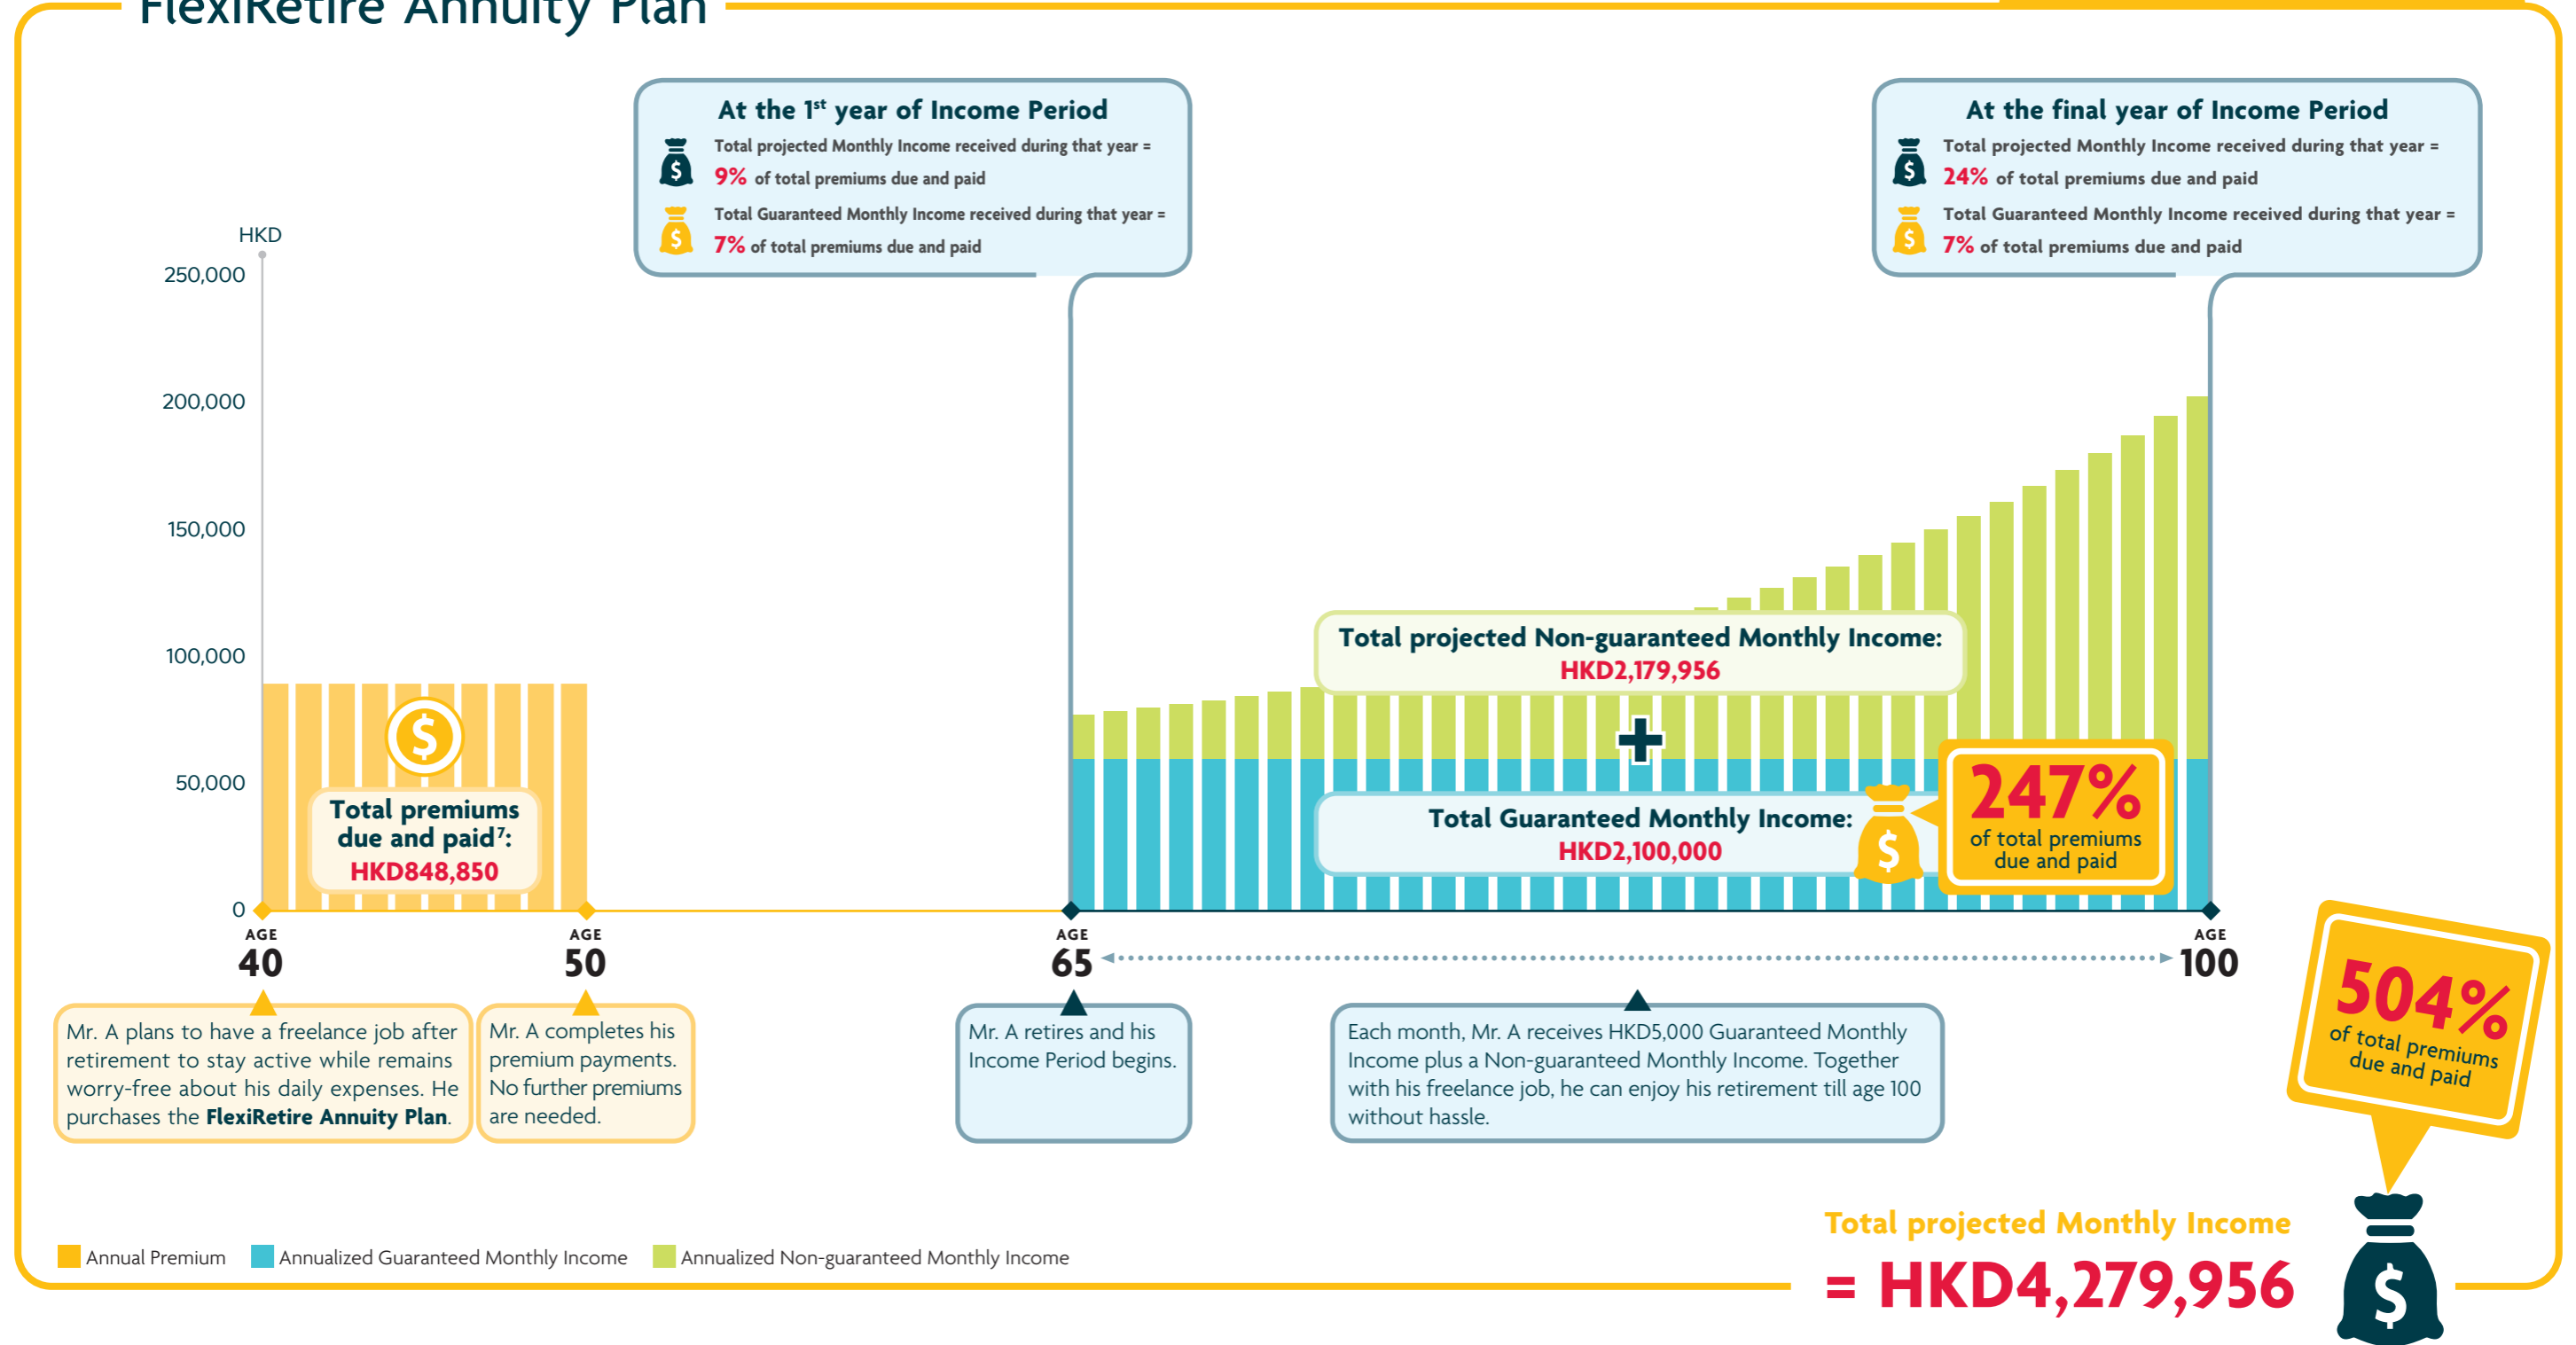 FlexiRetire Annuity Plan
At the 1st year of Income Period
Total projected Monthly Income received during that year =
9% of total premiums due and paid
Total Guaranteed Monthly Income received during that year =
7% of total premiums due and paid
At the final year of Income Period
Total projected Monthly Income received during that year =
24% of total premiums due and paid
Total Guaranteed Monthly Income received during that year =
7% of total premiums due and paid
HKD
250,000
200,000
150,000
100,000
50,000
0
$
Total premiums
due and paid7:
HKD848,850
Total projected Non-guaranteed Monthly Income:
HKD2,179,956
+
Total Guaranteed Monthly Income:
HKD2,100,000
$
247%
of total premiums
due and paid
AGE
40
AGE
50
AGE
65
AGE
100
Mr. A plans to have a freelance job after
retirement to stay active while remains
worry-free about his daily expenses. He
purchases the FlexiRetire Annuity Plan.
Mr. A completes his
premium payments.
No further premiums
are needed.
Mr. A retires and his
Income Period begins.
Each month, Mr. A receives HKD5,000 Guaranteed Monthly
Income plus a Non-guaranteed Monthly Income. Together
with his freelance job, he can enjoy his retirement till age 100
without hassle.
504%
of total premiums
due and paid
Annual Premium
Annualized Guaranteed Monthly Income
Annualized Non-guaranteed Monthly Income
Total projected Monthly Income
= HKD4,279,956
$